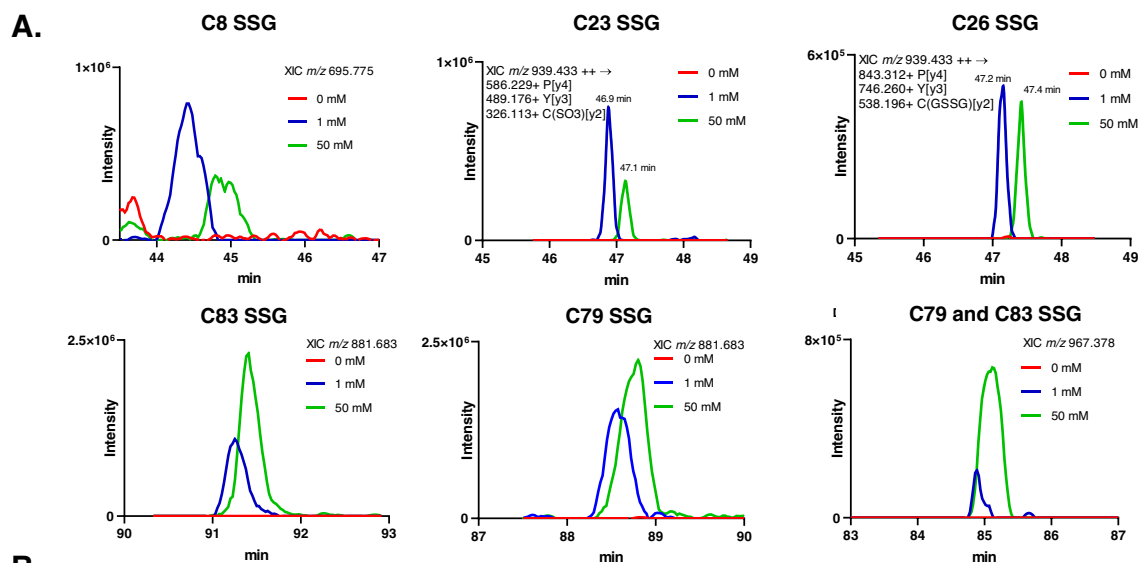 A.
C8 SSG
1×10⁶
XIC m/z 695.775
0 mM
1 mM
50 mM
Intensity
0
44
45
46
47
min
C23 SSG
1×10⁶
XIC m/z 939.433 ++ →
586.229+ P[y4]
489.176+ Y[y3]
326.113+ C(SO3)[y2]
46.9 min
47.1 min
0 mM
1 mM
50 mM
Intensity
0
45
46
47
48
49
min
C26 SSG
6×10⁵
XIC m/z 939.433 ++ →
843.312+ P[y4]
746.260+ Y[y3]
538.196+ C(GSSG)[y2]
47.2 min
47.4 min
0 mM
1 mM
50 mM
Intensity
0
45
46
47
48
49
min
C83 SSG
2.5×10⁶
XIC m/z 881.683
0 mM
1 mM
50 mM
Intensity
0
90
91
92
93
min
C79 SSG
2.5×10⁶
XIC m/z 881.683
0 mM
1 mM
50 mM
Intensity
0
87
88
89
90
min
C79 and C83 SSG
8×10⁵
XIC m/z 967.378
0 mM
1 mM
50 mM
Intensity
0
83
84
85
86
87
min